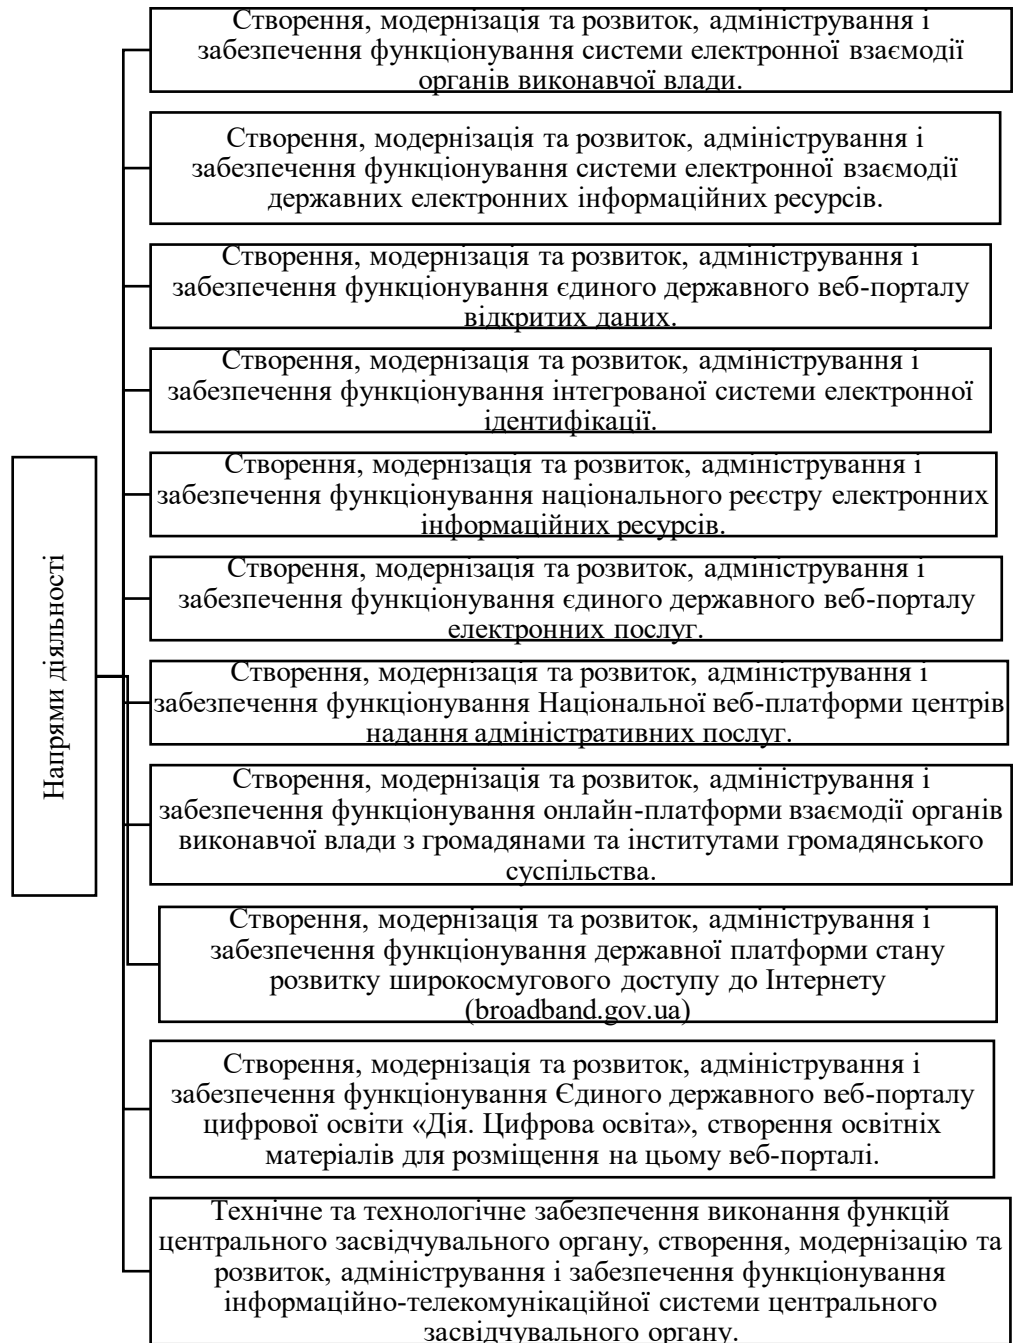 Створення, модернізація та розвиток, адміністрування і
забезпечення функціонування системи електронної взаємодії
органів виконавчої влади.
Створення, модернізація та розвиток, адміністрування і
забезпечення функціонування системи електронної взаємодії
державних електронних інформаційних ресурсів.
Створення, модернізація та розвиток, адміністрування і
забезпечення функціонування єдиного державного веб-порталу
відкритих даних.
Створення, модернізація та розвиток, адміністрування і
забезпечення функціонування інтегрованої системи електронної
ідентифікації.
Створення, модернізація та розвиток, адміністрування і
забезпечення функціонування національного реєстру електронних
інформаційних ресурсів.
Створення, модернізація та розвиток, адміністрування і
забезпечення функціонування єдиного державного веб-порталу
електронних послуг.
Напрями діяльності
Створення, модернізація та розвиток, адміністрування і
забезпечення функціонування Національної веб-платформи центрів
надання адміністративних послуг.
Створення, модернізація та розвиток, адміністрування і
забезпечення функціонування онлайн-платформи взаємодії органів
виконавчої влади з громадянами та інститутами громадянського
суспільства.
Створення, модернізація та розвиток, адміністрування і
забезпечення функціонування державної платформи стану
розвитку широкосмугового доступу до Інтернету
(broadband.gov.ua)
Створення, модернізація та розвиток, адміністрування і
забезпечення функціонування Єдиного державного веб-порталу
цифрової освіти «Дія. Цифрова освіта», створення освітніх
матеріалів для розміщення на цьому веб-порталі.
Технічне та технологічне забезпечення виконання функцій
центрального засвідчувального органу, створення, модернізацію та
розвиток, адміністрування і забезпечення функціонування
інформаційно-телекомунікаційної системи центрального
засвідчувального органу.